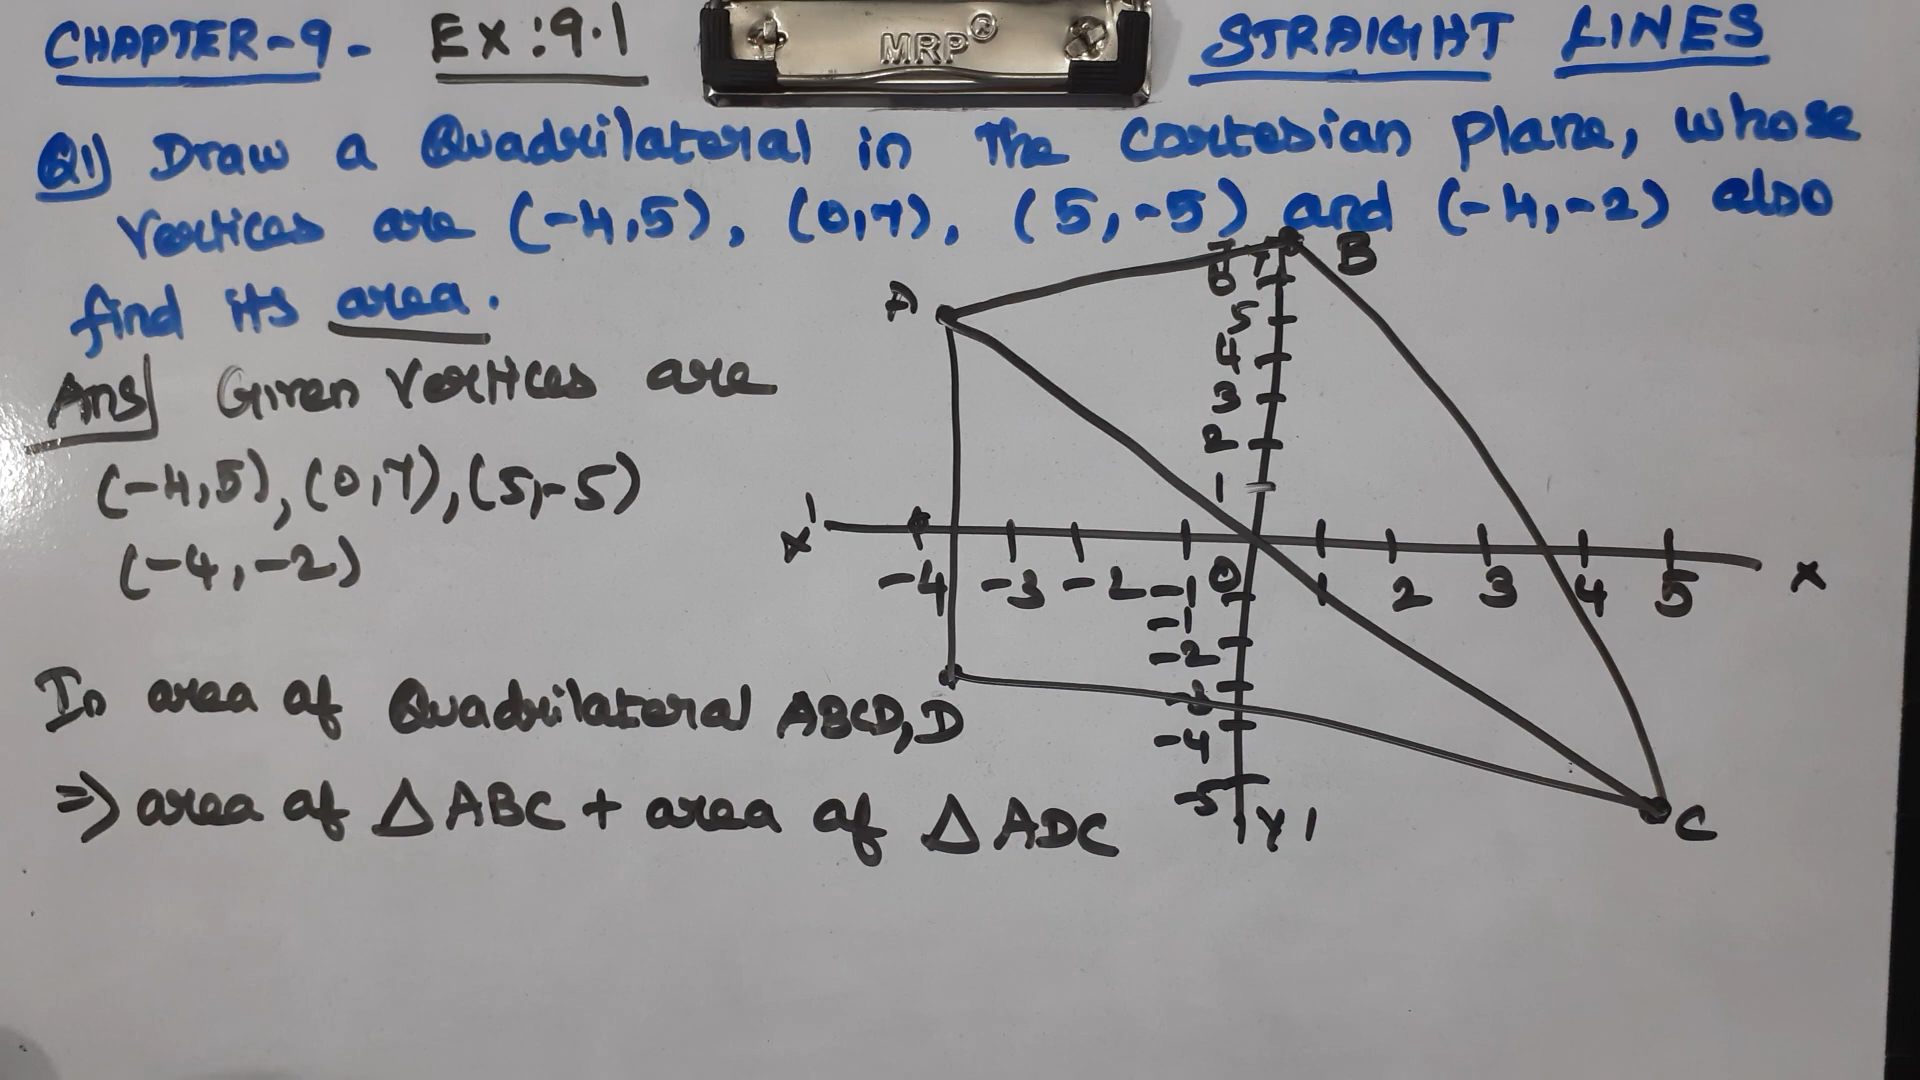 CHAPTER-9- Ex:9.1 MRP© STRAIGHT LINES
Q1) Draw a Quadrilateral in The Cartesian plane, whose
Vertices are (-4,5), (0,7), (5,-5) and (-4,-2) also
find its area.
Ans) Given Vertices are
(-4,5), (0,7), (5,-5)
(-4,-2)
In area of Quadrilateral ABCD,
⇒) area of △ ABC + area of △ ADC
A
B
7
6
5
4
3
2
1
X'
-4 -3 -2 -1 0 1 2 3 4 5 X
-1
-2
-3
-4
-5
D
C
Y'